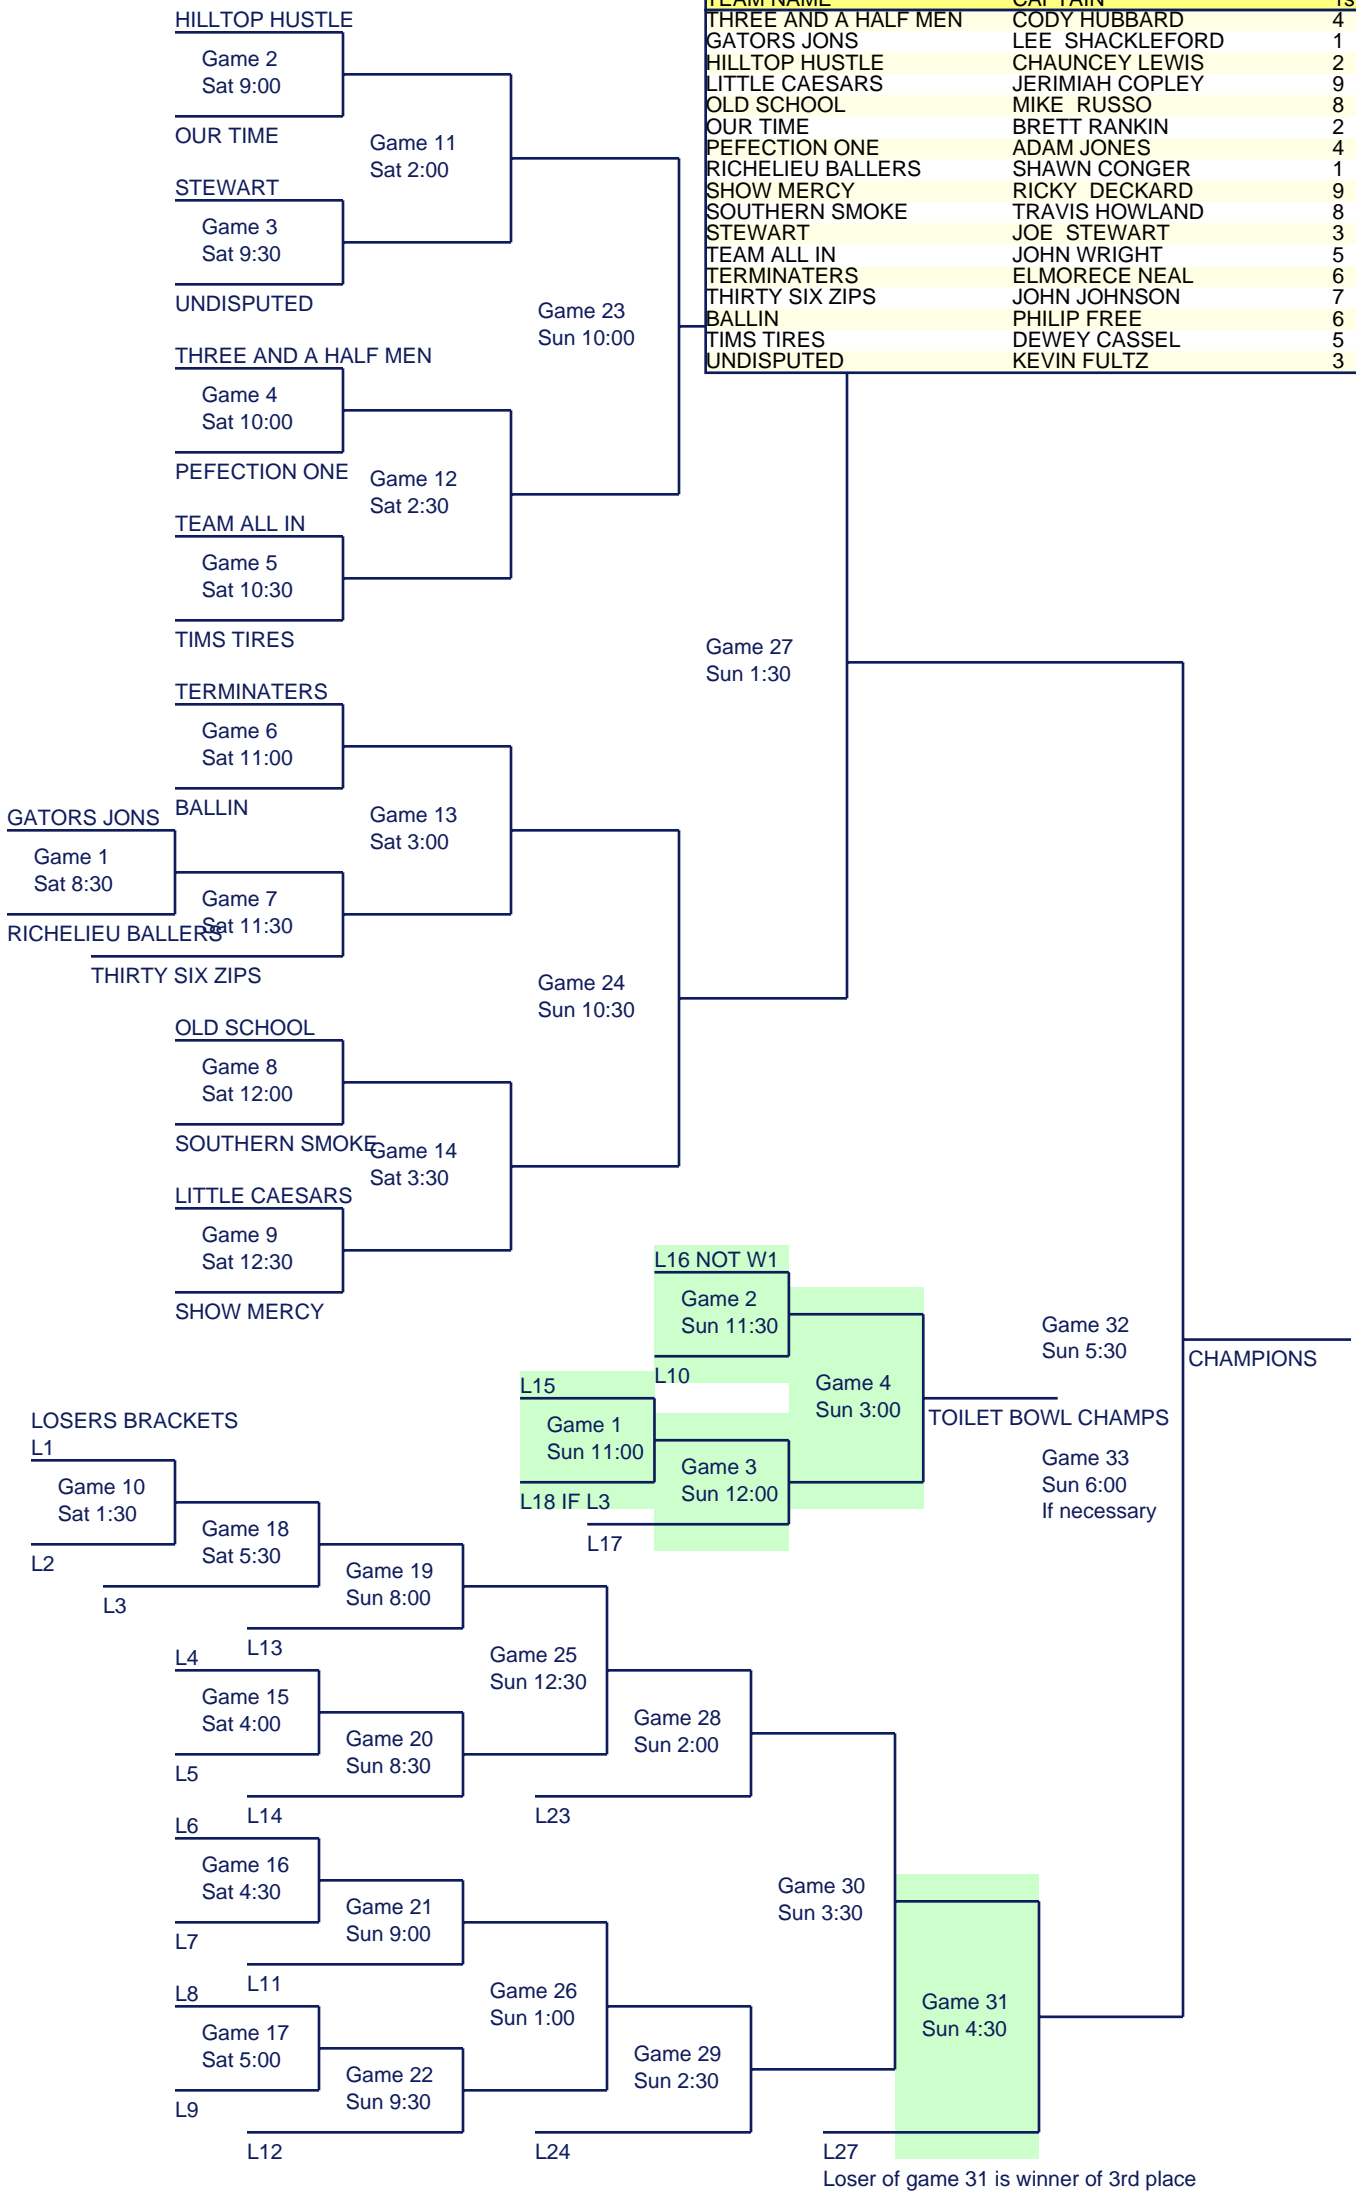 TEAM NAME CAPTAIN 1s
THREE AND A HALF MEN CODY HUBBARD 4
GATORS JONS LEE SHACKLEFORD 1
HILLTOP HUSTLE CHAUNCEY LEWIS 2
LITTLE CAESARS JERIMIAH COPLEY 9
OLD SCHOOL MIKE RUSSO 8
OUR TIME BRETT RANKIN 2
PEFECTION ONE ADAM JONES 4
RICHELIEU BALLERS SHAWN CONGER 1
SHOW MERCY RICKY DECKARD 9
SOUTHERN SMOKE TRAVIS HOWLAND 8
STEWART JOE STEWART 3
TEAM ALL IN JOHN WRIGHT 5
TERMINATERS ELMORECE NEAL 6
THIRTY SIX ZIPS JOHN JOHNSON 7
BALLIN PHILIP FREE 6
TIMS TIRES DEWEY CASSEL 5
UNDISPUTED KEVIN FULTZ 3
HILLTOP HUSTLE
Game 2
Sat 9:00
OUR TIME
Game 11
Sat 2:00
STEWART
Game 3
Sat 9:30
UNDISPUTED
Game 23
Sun 10:00
THREE AND A HALF MEN
Game 4
Sat 10:00
PEFECTION ONE
Game 12
Sat 2:30
TEAM ALL IN
Game 5
Sat 10:30
TIMS TIRES
Game 27
Sun 1:30
TERMINATERS
Game 6
Sat 11:00
BALLIN
Game 13
Sat 3:00
GATORS JONS
Game 1
Sat 8:30
RICHELIEU BALLERS
Game 7
Sat 11:30
THIRTY SIX ZIPS
Game 24
Sun 10:30
OLD SCHOOL
Game 8
Sat 12:00
SOUTHERN SMOKE
Game 14
Sat 3:30
LITTLE CAESARS
Game 9
Sat 12:30
SHOW MERCY
L16 NOT W1
Game 2
Sun 11:30
L10
L15
Game 1
Sun 11:00
L18 IF L3
Game 3
Sun 12:00
L17
Game 4
Sun 3:00
TOILET BOWL CHAMPS
Game 32
Sun 5:30
CHAMPIONS
Game 33
Sun 6:00
If necessary
LOSERS BRACKETS
L1
Game 10
Sat 1:30
L2
Game 18
Sat 5:30
L3
Game 19
Sun 8:00
L13
Game 25
Sun 12:30
L4
Game 15
Sat 4:00
L5
Game 20
Sun 8:30
L14
Game 28
Sun 2:00
L23
L6
Game 16
Sat 4:30
L7
Game 21
Sun 9:00
L11
Game 30
Sun 3:30
L8
Game 17
Sat 5:00
L9
Game 22
Sun 9:30
L12
Game 26
Sun 1:00
Game 29
Sun 2:30
L24
Game 31
Sun 4:30
L27
Loser of game 31 is winner of 3rd place